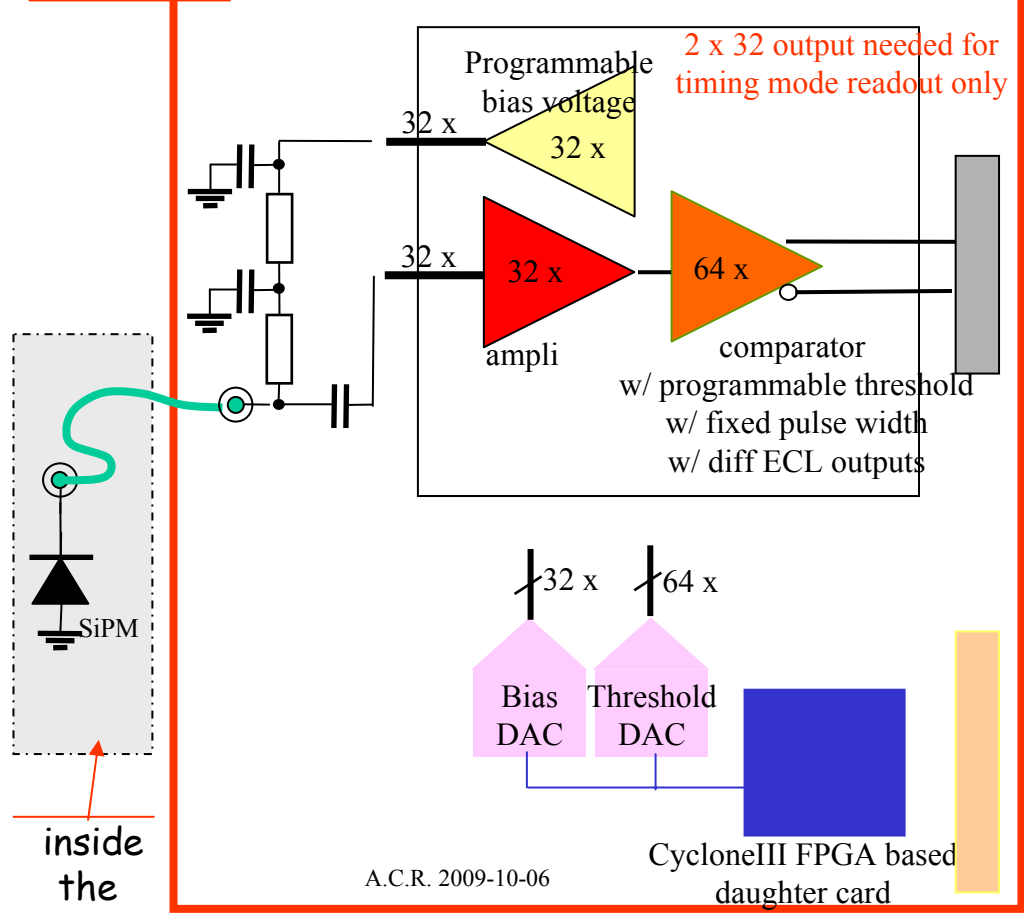 2 x 32 output needed for
timing mode readout only
Programmable
bias voltage
32 x
32 x
32 x
32 x
64 x
ampli
comparator
w/ programmable threshold
w/ fixed pulse width
w/ diff ECL outputs
32 x
64 x
SiPM
Bias
DAC
Threshold
DAC
CycloneIII FPGA based
daughter card
inside
the
A.C.R. 2009-10-06